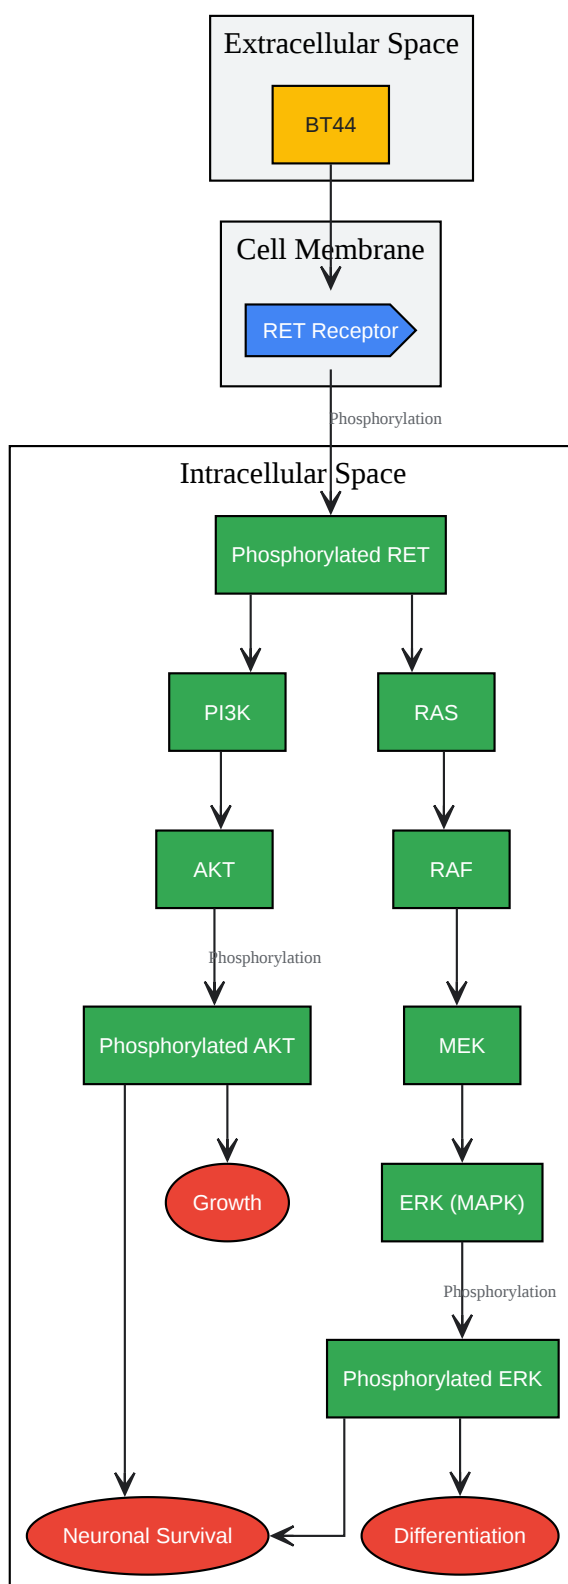 Extracellular Space
BT44
Cell Membrane
RET Receptor
Phosphorylation
Intracellular Space
Phosphorylated RET
PI3K
RAS
AKT
RAF
Phosphorylation
Phosphorylated AKT
MEK
Growth
ERK (MAPK)
Phosphorylation
Phosphorylated ERK
Neuronal Survival
Differentiation